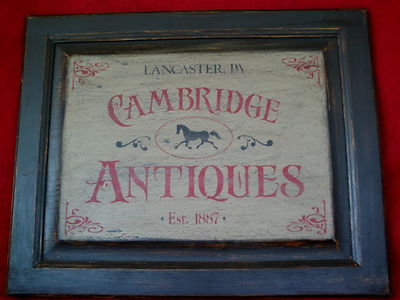 LANCASTER, PA
CAMBRIDGE
ANTIQUES
· Est. 1887 ·